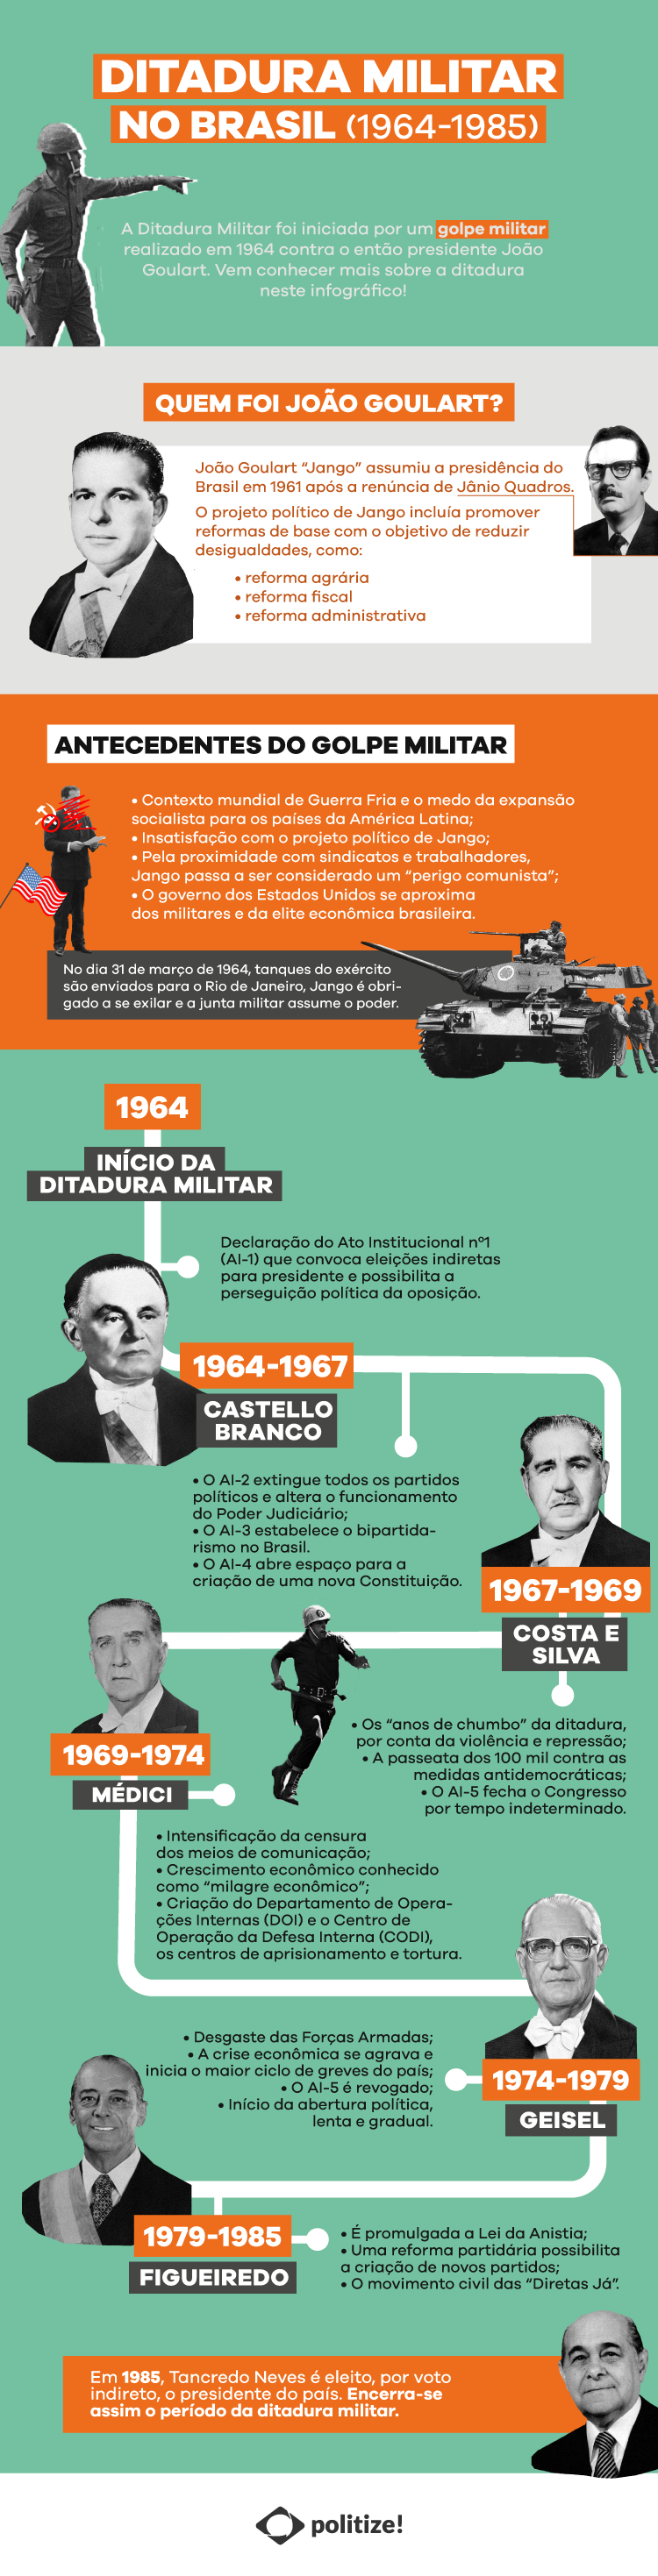 DITADURA MILITAR
NO BRASIL (1964-1985)
A Ditadura Militar foi iniciada por um golpe militar
realizado em 1964 contra o então presidente João
Goulart. Vem conhecer mais sobre a ditadura
neste infográfico!
QUEM FOI JOÃO GOULART?
João Goulart “Jango” assumiu a presidência do
Brasil em 1961 após a renúncia de Jânio Quadros.
O projeto político de Jango incluía promover
reformas de base com o objetivo de reduzir
desigualdades, como:
• reforma agrária
• reforma fiscal
• reforma administrativa
ANTECEDENTES DO GOLPE MILITAR
• Contexto mundial de Guerra Fria e o medo da expansão
socialista para os países da América Latina;
• Insatisfação com o projeto político de Jango;
• Pela proximidade com sindicatos e trabalhadores,
Jango passa a ser considerado um “perigo comunista”;
• O governo dos Estados Unidos se aproxima
dos militares e da elite econômica brasileira.
No dia 31 de março de 1964, tanques do exército
são enviados para o Rio de Janeiro, Jango é obri-
gado a se exilar e a junta militar assume o poder.
1964
INÍCIO DA
DITADURA MILITAR
Declaração do Ato Institucional nº1
(AI-1) que convoca eleições indiretas
para presidente e possibilita a
perseguição política da oposição.
1964-1967
CASTELLO
BRANCO
• O AI-2 extingue todos os partidos
políticos e altera o funcionamento
do Poder Judiciário;
• O AI-3 estabelece o bipartida-
rismo no Brasil.
• O AI-4 abre espaço para a
criação de uma nova Constituição.
1967-1969
COSTA E
SILVA
• Os “anos de chumbo” da ditadura,
por conta da violência e repressão;
• A passeata dos 100 mil contra as
medidas antidemocráticas;
• O AI-5 fecha o Congresso
por tempo indeterminado.
1969-1974
MÉDICI
• Intensificação da censura
dos meios de comunicação;
• Crescimento econômico conhecido
como “milagre econômico”;
• Criação do Departamento de Opera-
ções Internas (DOI) e o Centro de
Operação da Defesa Interna (CODI),
os centros de aprisionamento e tortura.
1974-1979
GEISEL
• Desgaste das Forças Armadas;
• A crise econômica se agrava e
inicia o maior ciclo de greves do país;
• O AI-5 é revogado;
• Início da abertura política,
lenta e gradual.
1979-1985
FIGUEIREDO
• É promulgada a Lei da Anistia;
• Uma reforma partidária possibilita
a criação de novos partidos;
• O movimento civil das “Diretas Já”.
Em 1985, Tancredo Neves é eleito, por voto
indireto, o presidente do país. Encerra-se
assim o período da ditadura militar.
politize!